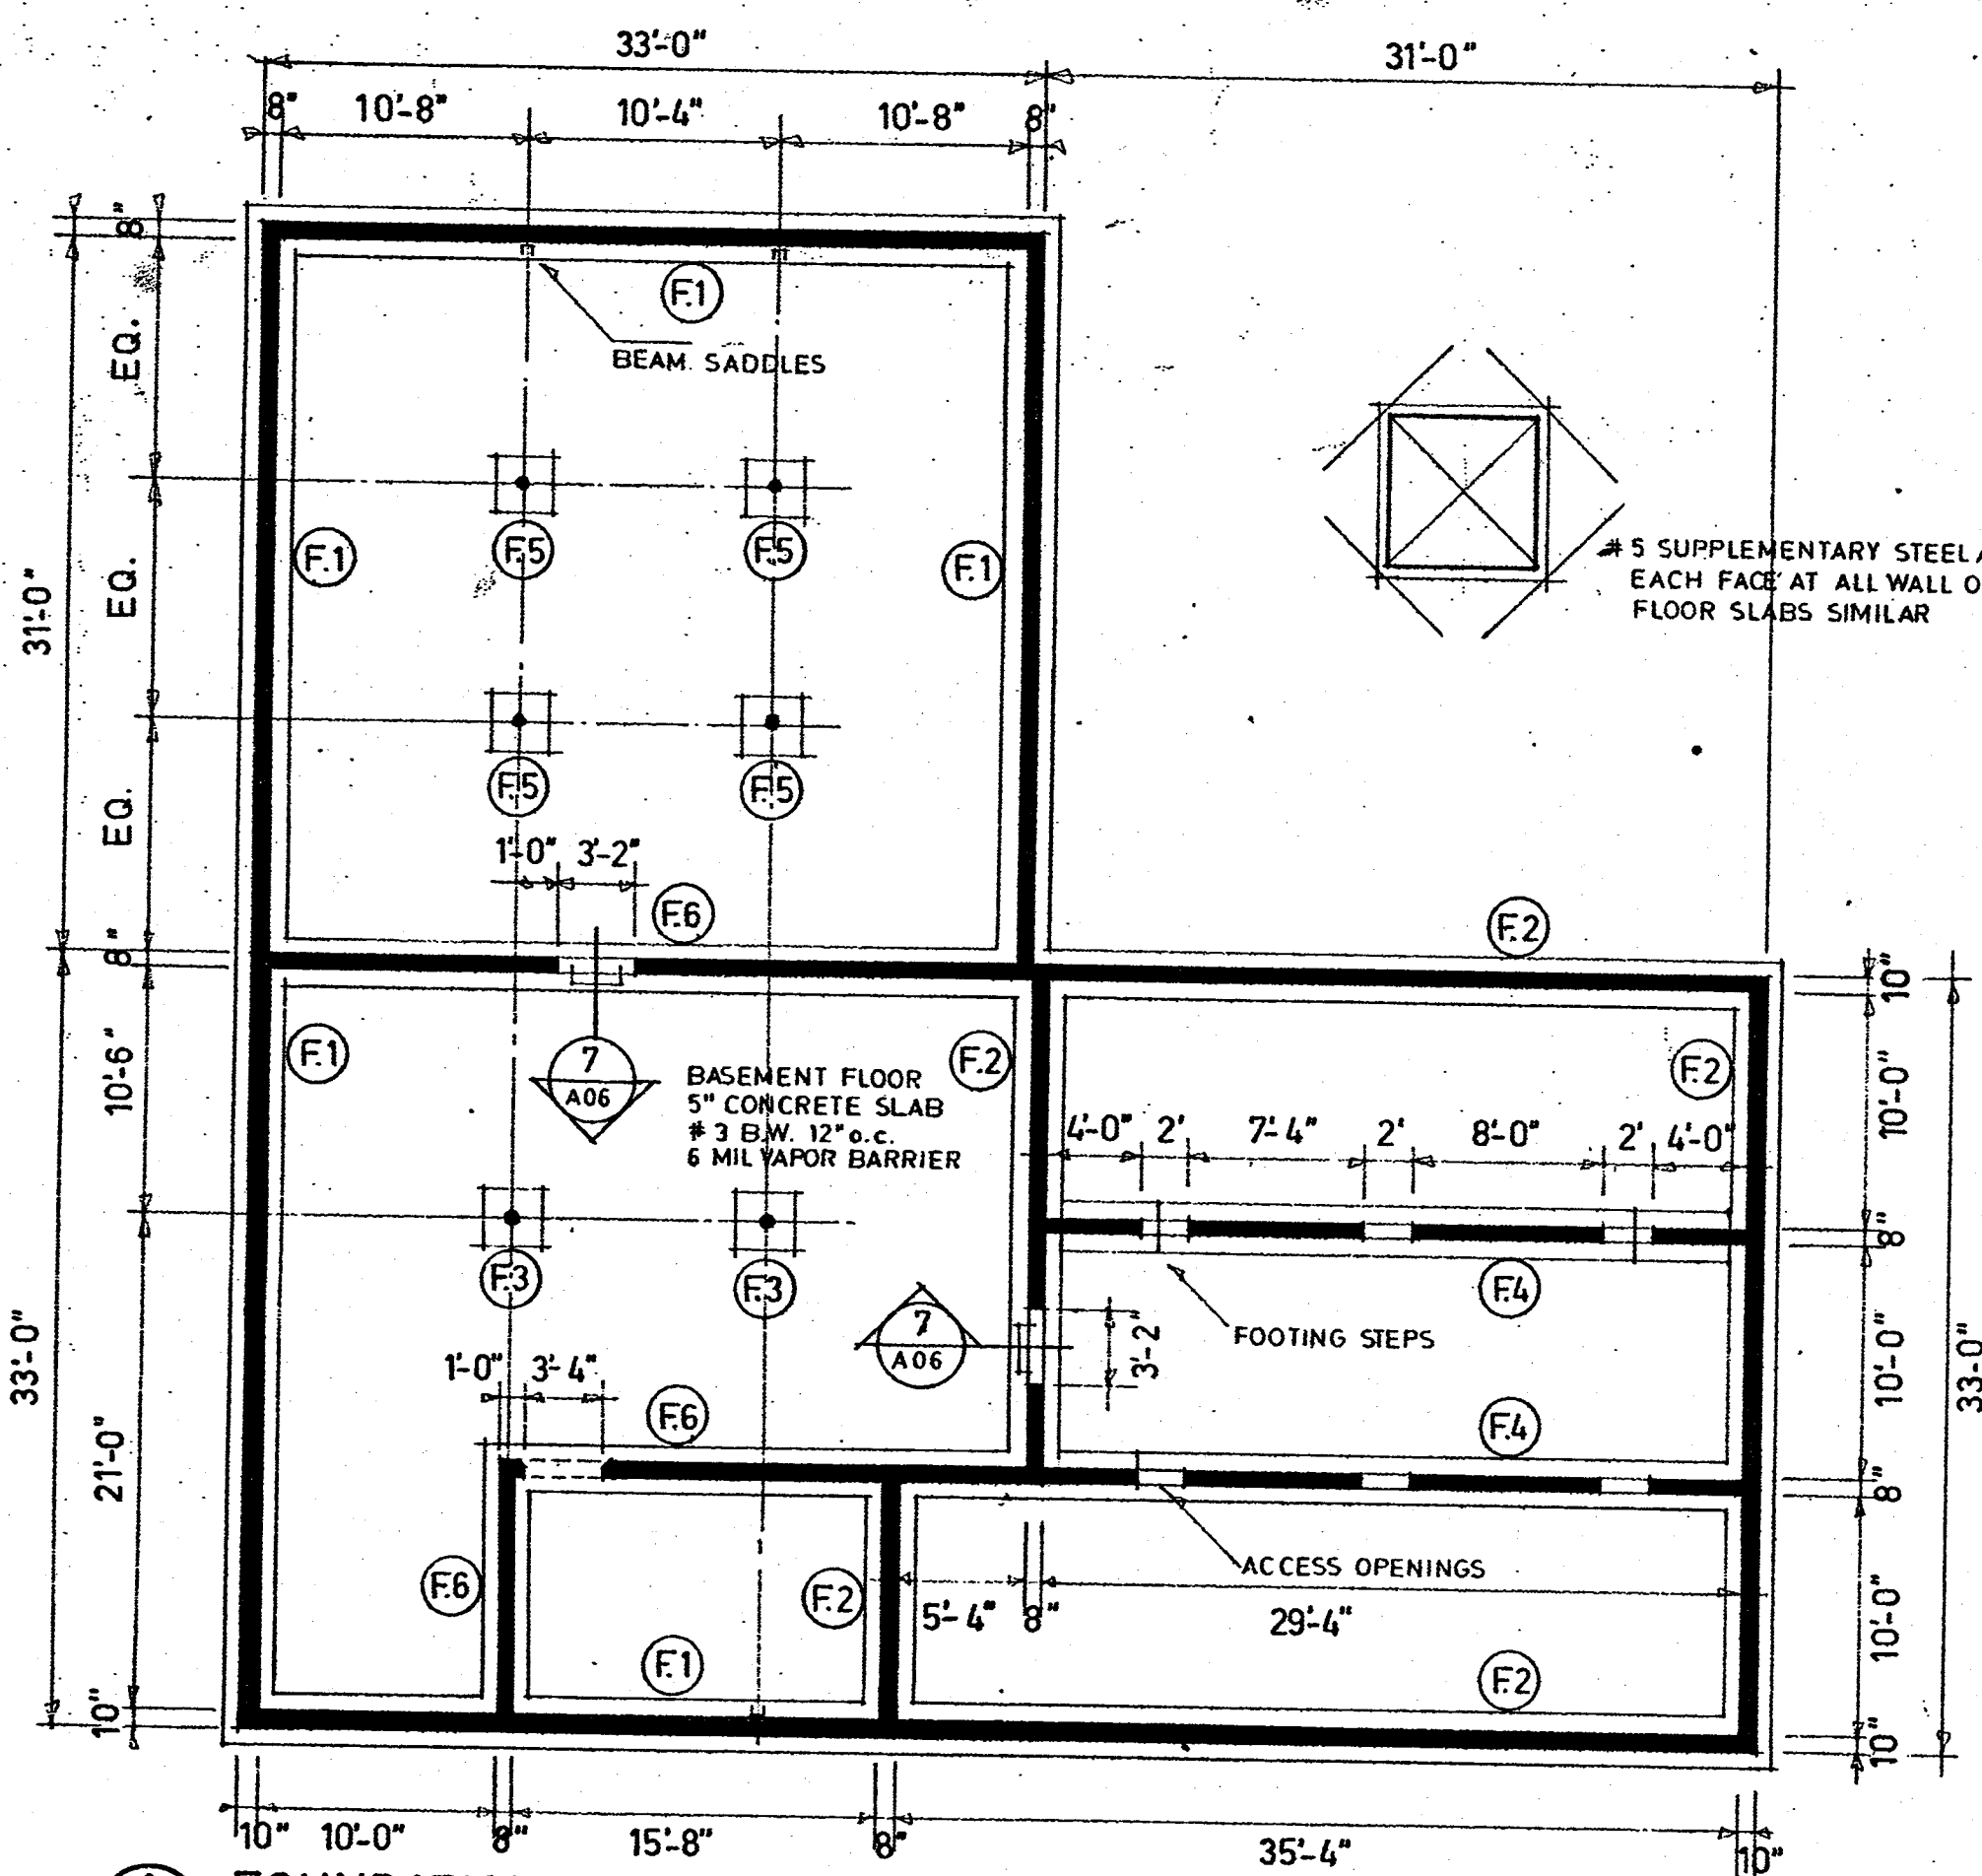 33'-0"
31'-0"
8" 10'-8" 10'-4" 10'-8" 8"
8"
F.1
BEAM SADDLES
EQ.
EQ.
EQ.
31'-0"
F.1
F.5
F.5
F.1
# 5 SUPPLEMENTARY STEEL
EACH FACE AT ALL WALL
FLOOR SLABS SIMILAR
F.5
F.5
1'-0" 3'-2"
F.6
F.2
8"
10"
F.1
7
A06
BASEMENT FLOOR
5" CONCRETE SLAB
# 3 B.W. 12" o.c.
6 MIL VAPOR BARRIER
F.2
F.2
10'-6"
10'-0"
4'-0" 2' 7'-4" 2' 8'-0" 2' 4'-0"
8"
F.3
F.3
F.4
7
A06
3'-2"
FOOTING STEPS
33'-0"
10'-0"
33'-0"
1'-0" 3'-4"
F.6
F.4
21'-0"
8"
F.6
F.2
ACCESS OPENINGS
5'-4" 8" 29'-4"
10'-0"
F.1
F.2
10"
10"
10" 10'-0" 8" 15'-8" 8" 35'-4" 10"